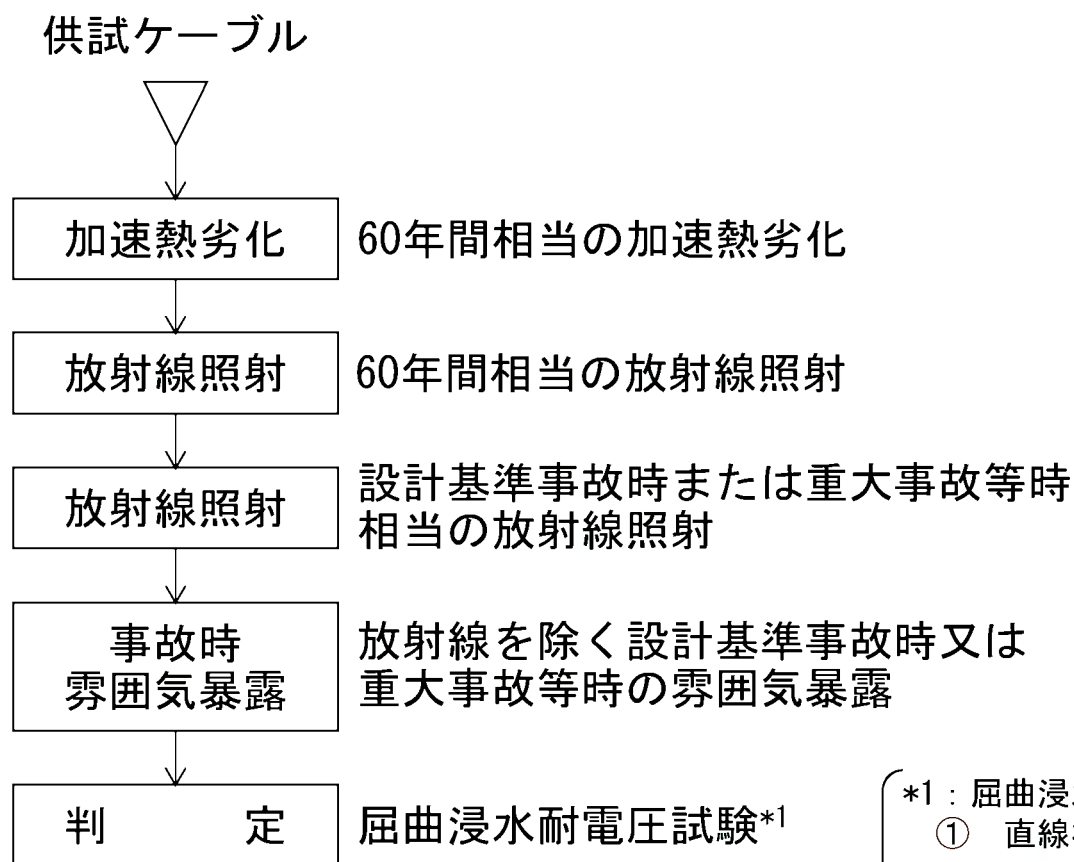 供試ケーブル
加速熱劣化 60年間相当の加速熱劣化
放射線照射 60年間相当の放射線照射
放射線照射
設計基準事故時または重大事故等時
相当の放射線照射
事故時
雰囲気暴露
放射線を除く設計基準事故時又は
重大事故等時の雰囲気暴露
判 定 屈曲浸水耐電圧試験*1
*1:屈曲浸
① 直線